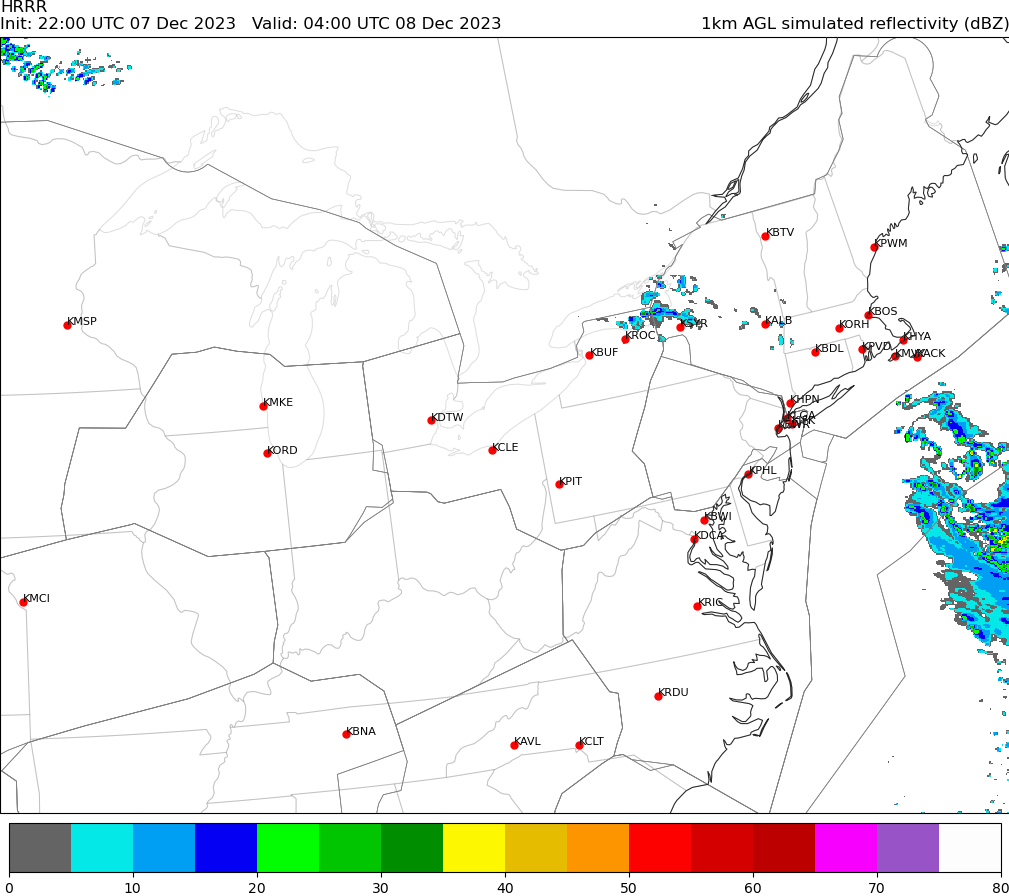 HRRR
Init: 22:00 UTC 07 Dec 2023   Valid: 04:00 UTC 08 Dec 2023   1km AGL simulated reflectivity (dBZ)
KBTV
KPWM
KBOS
KMSP
KSYR
KALB
KORH
KROC
KHYA
KBUF
KBDL
KPVD
KACK
KMKE
KHPN
KDTW
KLGA
KORD
KCLE
KPHL
KPIT
KBWI
KDCA
KMCI
KRIC
KRDU
KBNA
KAVL
KCLT
0 10 20 30 40 50 60 70 80